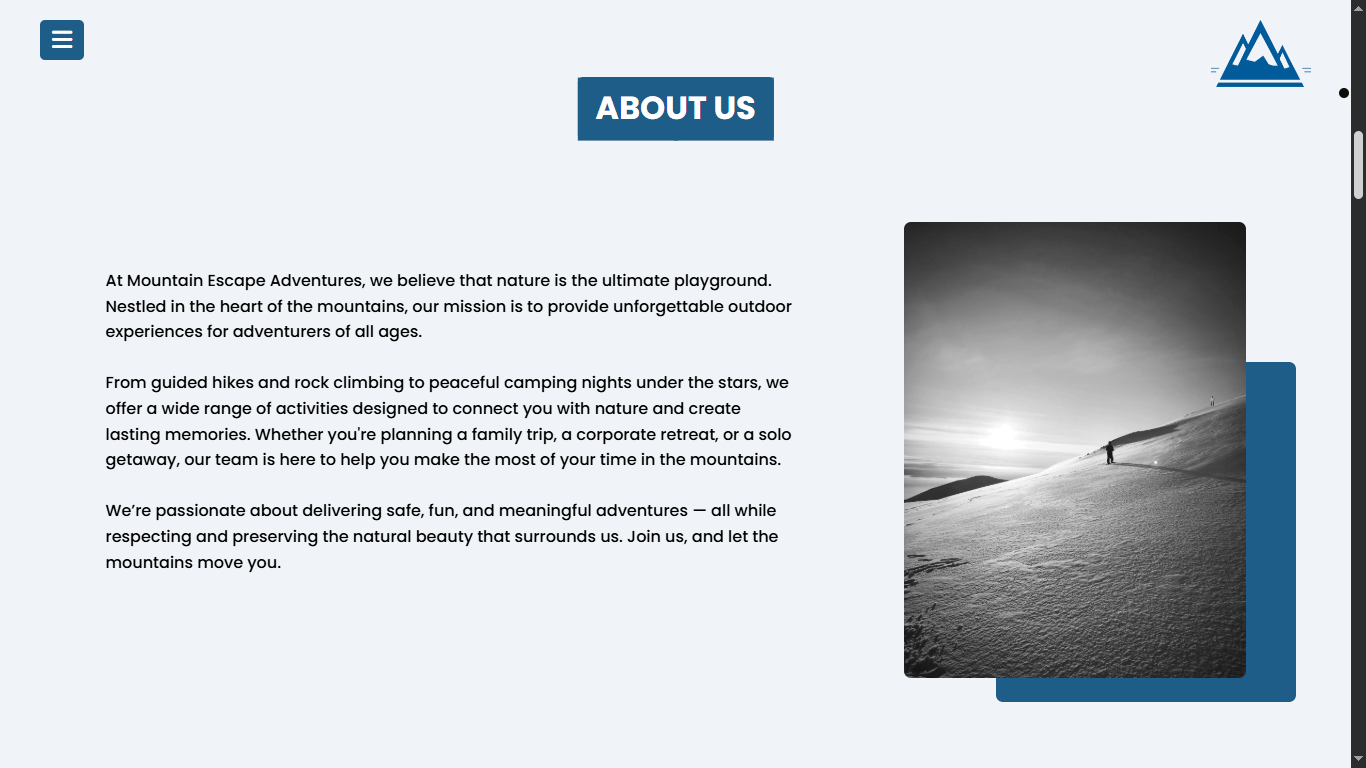 ABOUT US
At Mountain Escape Adventures, we believe that nature is the ultimate playground.
Nestled in the heart of the mountains, our mission is to provide unforgettable outdoor
experiences for adventurers of all ages.
From guided hikes and rock climbing to peaceful camping nights under the stars, we
offer a wide range of activities designed to connect you with nature and create
lasting memories. Whether you're planning a family trip, a corporate retreat, or a solo
getaway, our team is here to help you make the most of your time in the mountains.
We’re passionate about delivering safe, fun, and meaningful adventures — all while
respecting and preserving the natural beauty that surrounds us. Join us, and let the
mountains move you.